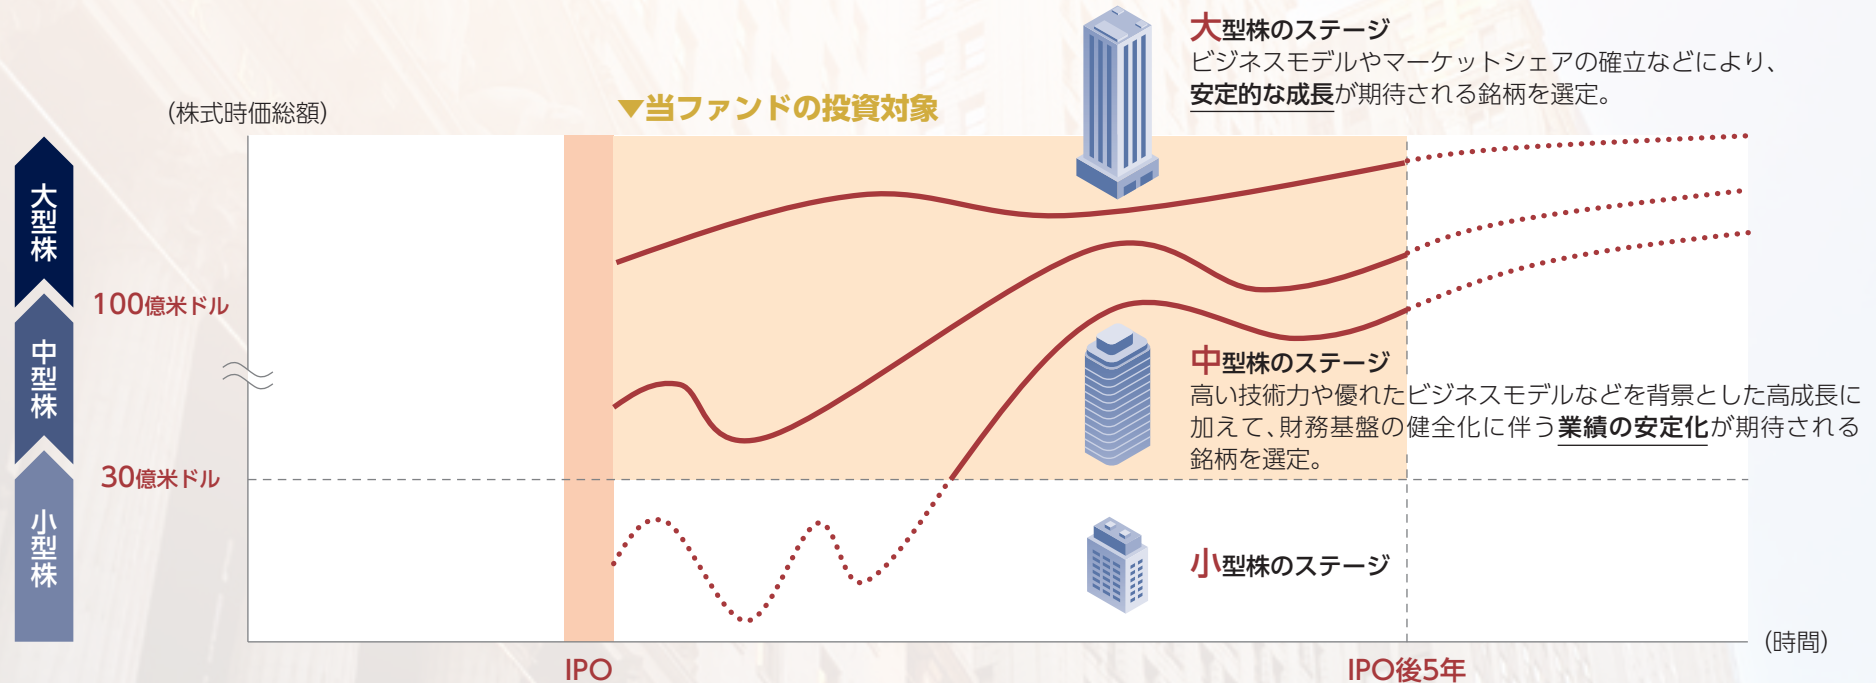 大型株のステージ
ビジネスモデルやマーケットシェアの確立などにより、
安定的な成長が期待される銘柄を選定。
▼当ファンドの投資対象
(株式時価総額)
大型株
100億米ドル
中型株
中型株のステージ
高い技術力や優れたビジネスモデルなどを背景とした高成長に
加えて、財務基盤の健全化に伴う業績の安定化が期待される
銘柄を選定。
30億米ドル
小型株
小型株のステージ
(時間)
IPO
IPO後5年